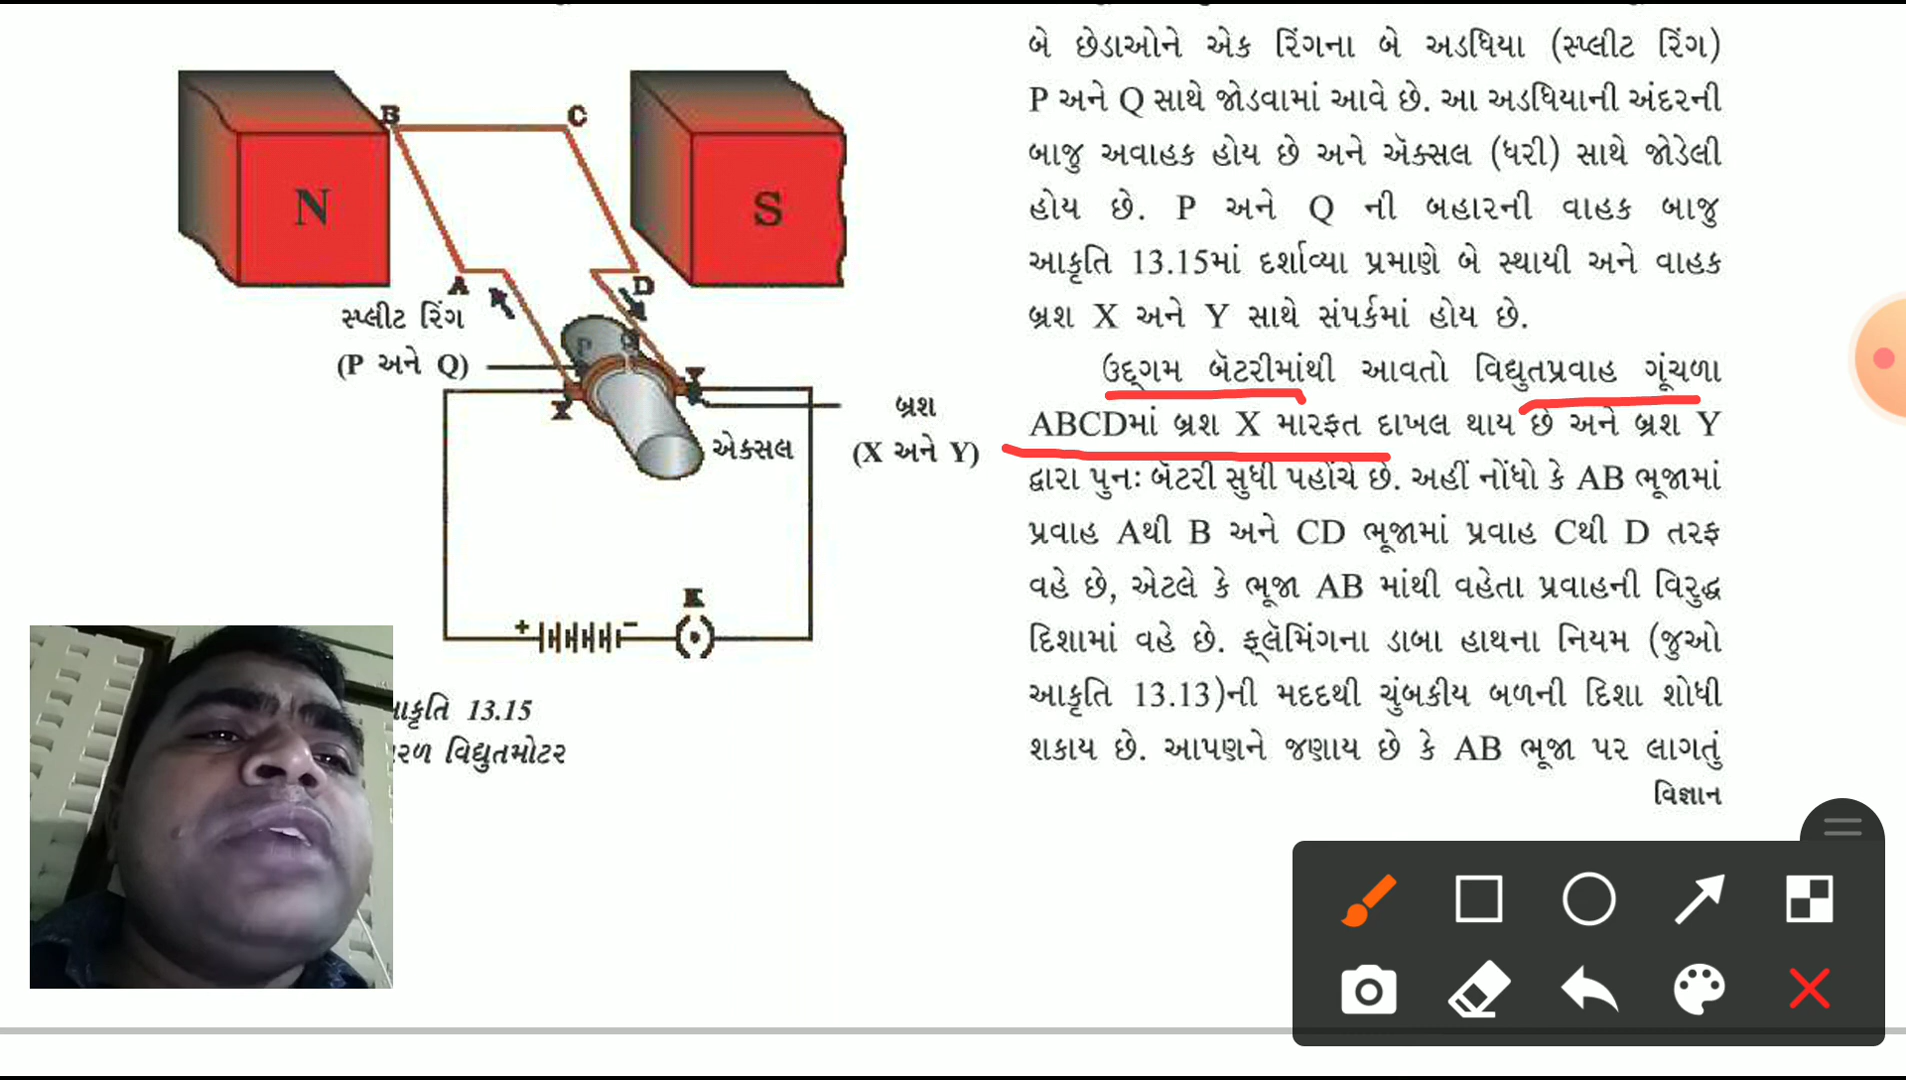 B
C
N
S
A
D
સ્પ્લીટ રિંગ
(P અને Q)
P
Q
X
Y
બ્રશ
(X અને Y)
એક્સલ
K
+
−
ાકૃતિ 13.15
રળ વિદ્યુતમોટર
બે છેડાઓને એક રિંગના બે અડધિયા (સ્પ્લીટ રિંગ)
P અને Q સાથે જોડવામાં આવે છે. આ અડધિયાની અંદરની
બાજુ અવાહક હોય છે અને ઍક્સલ (ધરી) સાથે જોડેલી
હોય છે. P અને Q ની બહારની વાહક બાજુ
આકૃતિ 13.15માં દર્શાવ્યા પ્રમાણે બે સ્થાયી અને વાહક
બ્રશ X અને Y સાથે સંપર્કમાં હોય છે.
ઉદ્ગમ બૅટરીમાંથી આવતો વિદ્યુતપ્રવાહ ગૂંચળા
ABCDમાં બ્રશ X મારફત દાખલ થાય છે અને બ્રશ Y
દ્વારા પુનઃ બૅટરી સુધી પહોંચે છે. અહીં નોંધો કે AB ભૂજામાં
પ્રવાહ Aથી B અને CD ભૂજામાં પ્રવાહ Cથી D તરફ
વહે છે, એટલે કે ભૂજા AB માંથી વહેતા પ્રવાહની વિરુદ્ધ
દિશામાં વહે છે. ફ્લૅમિંગના ડાબા હાથના નિયમ (જુઓ
આકૃતિ 13.13)ની મદદથી ચુંબકીય બળની દિશા શોધી
શકાય છે. આપણને જણાય છે કે AB ભૂજા પર લાગતું
વિજ્ઞાન